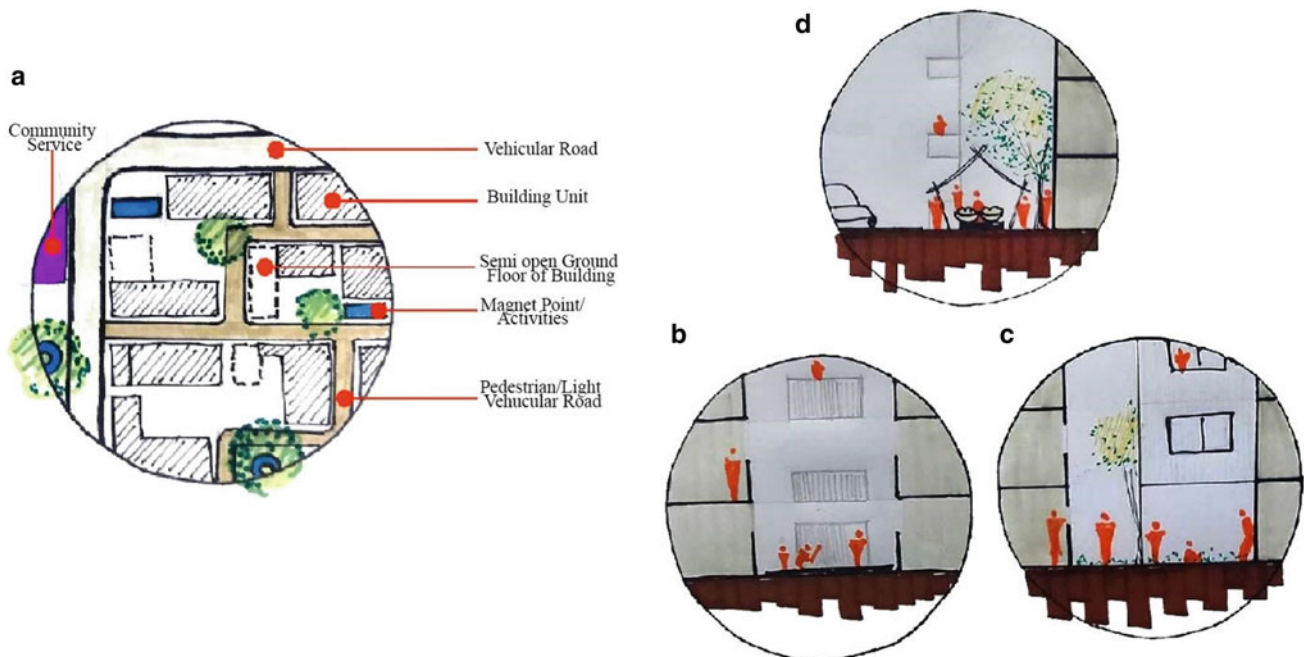 a
Community
Service
Vehicular Road
Building Unit
Semi open Ground
Floor of Building
Magnet Point/
Activities
Pedestrian/Light
Vehucular Road
d
b
c